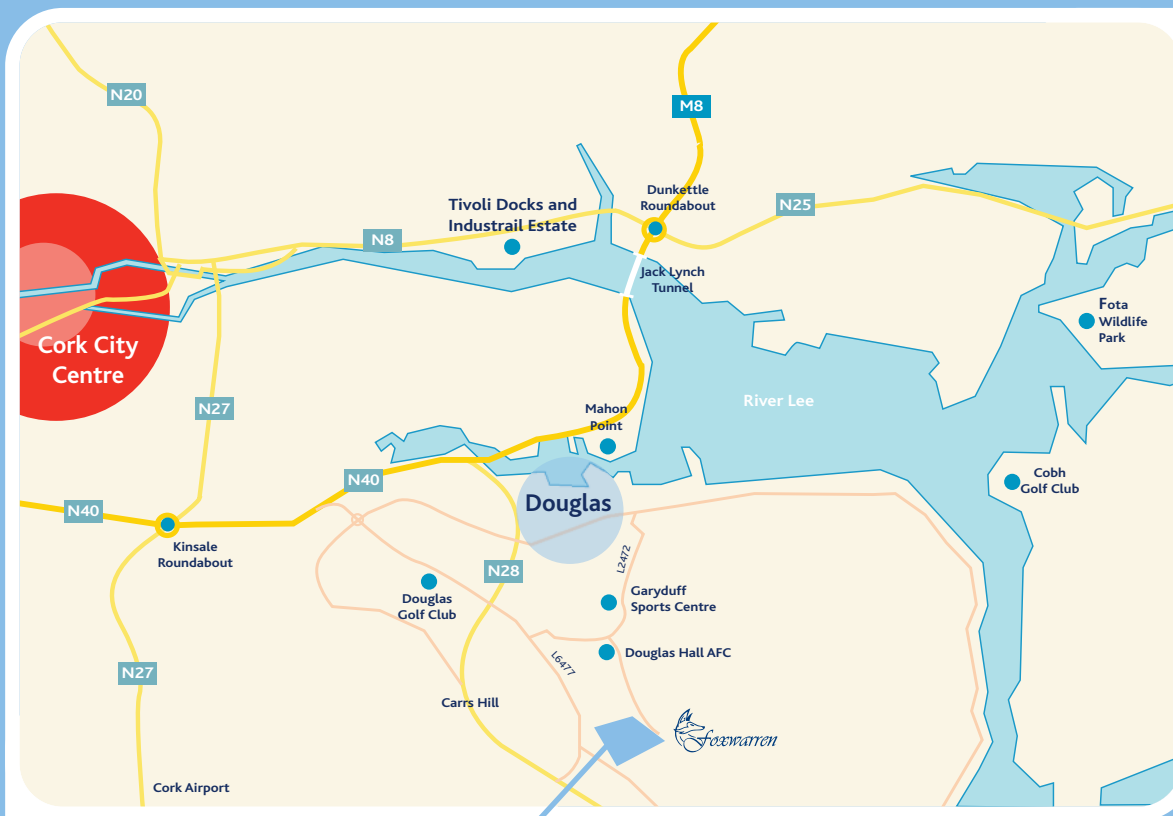 N20
M8
Dunkettle
Roundabout
Tivoli Docks and
Industrail Estate
N25
N8
Jack Lynch
Tunnel
Fota
Wildlife
Park
Cork City
Centre
River Lee
N27
Mahon
Point
Cobh
Golf Club
N40
Douglas
N40
Kinsale
Roundabout
L2472
N28
Douglas
Golf Club
Garyduff
Sports Centre
Douglas Hall AFC
L6477
N27
Carrs Hill
Foxwarren
Cork Airport